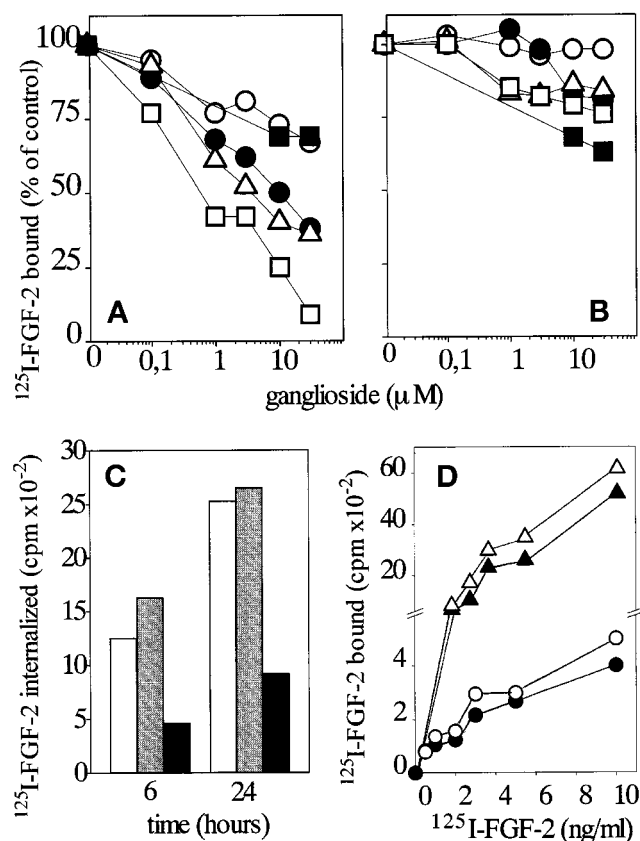 ¹²⁵I-FGF-2 bound (% of control)
100
75
50
25
0
A
0 0,1 1 10
B
0 0,1 1 10
ganglioside (μM)
¹²⁵I-FGF-2 internalized (cpm x10⁻²)
30
25
20
15
10
5
0
C
6 24
time (hours)
¹²⁵I-FGF-2 bound (cpm x10⁻²)
60
40
20
4
2
0
D
0 2 4 6 8 10
¹²⁵I-FGF-2 (ng/ml)